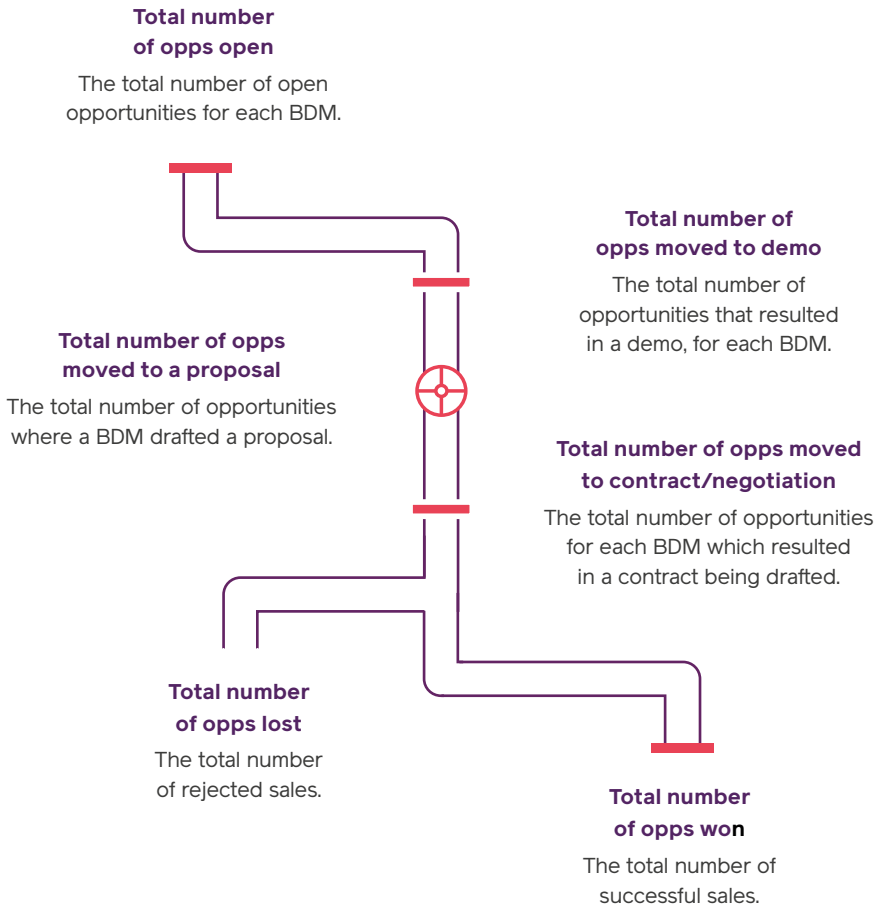 Total number
of opps open
The total number of open
opportunities for each BDM.
Total number of
opps moved to demo
The total number of
opportunities that resulted
in a demo, for each BDM.
Total number of opps
moved to a proposal
The total number of opportunities
where a BDM drafted a proposal.
Total number of opps moved
to contract/negotiation
The total number of opportunities
for each BDM which resulted
in a contract being drafted.
Total number
of opps lost
The total number
of rejected sales.
Total number
of opps won
The total number of
successful sales.